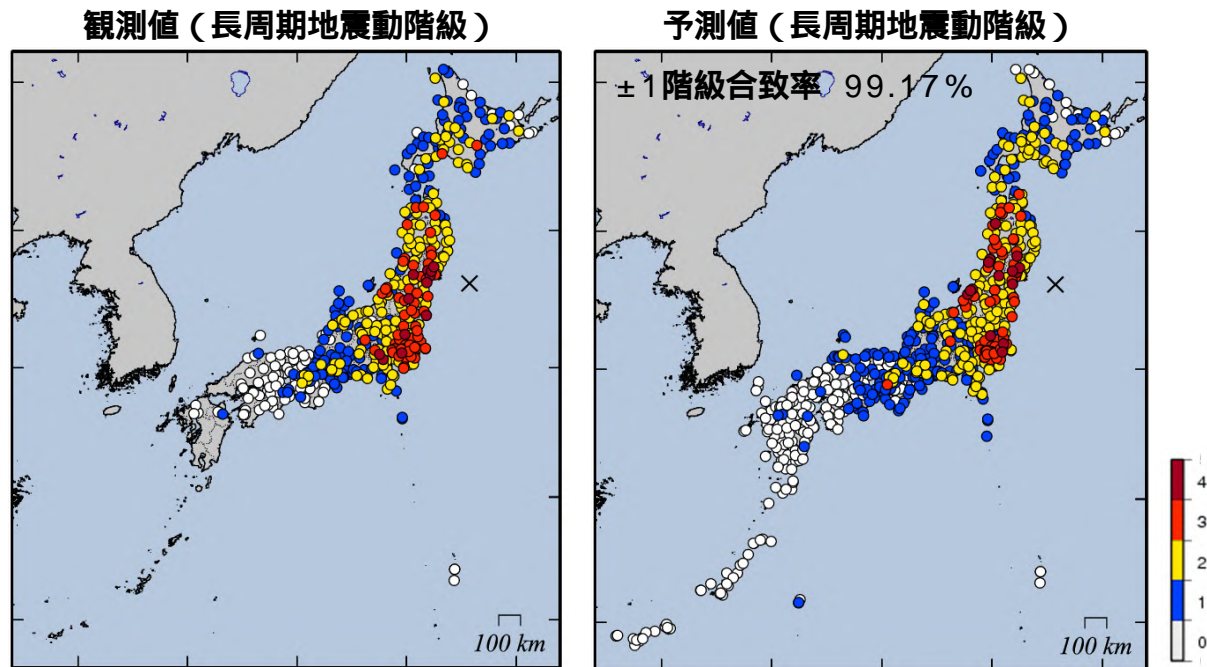 観測値（長周期地震動階級）
予測値（長周期地震動階級）
±1階級合致率 99.17%
100 km
100 km
4
3
2
1
0